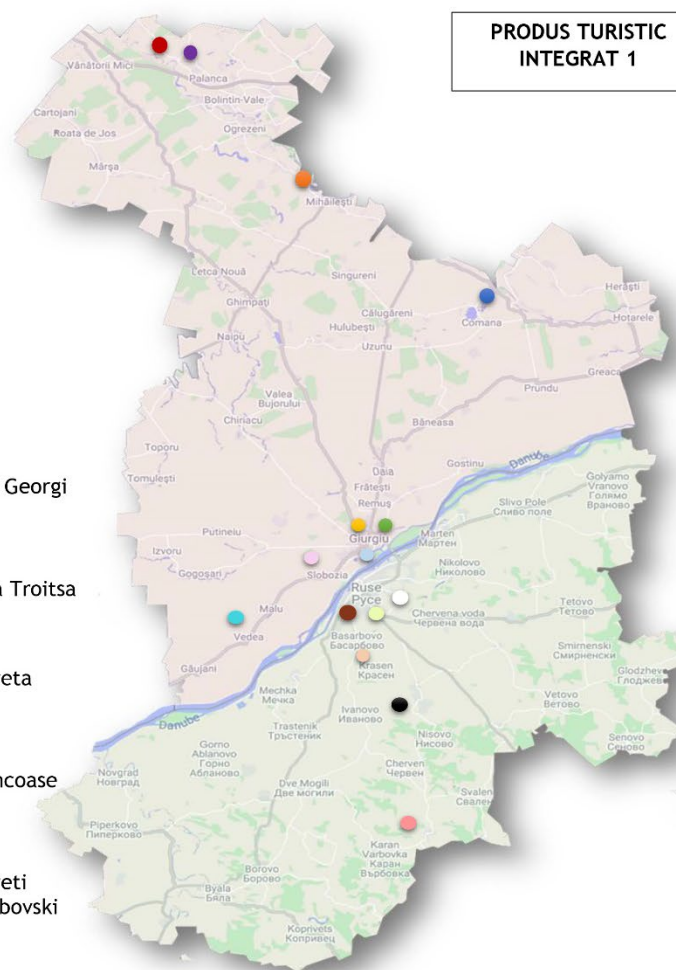 PRODUS TURISTIC
INTEGRAT 1
Vânătorii Mici
Palanca
Bolintin-Vale
Cartojani
Ogrezeni
Roata de Jos
Mârșa
Mihăilești
Letca Nouă
Singureni
Ghimpați
Călugăreni
Herăști
Comana
Hotarele
Hulubești
Naipu
Uzunu
Greaca
Prundu
Valea
Bujorului
Chiriacu
Băneasa
Toporu
Gostinu
Danube
Daia
Tomulești
Georgi
Frătești
Golyamo
Vranovo
Голямо
Враново
Remuș
Slivo Pole
Сливо поле
Putineiu
Giurgiu
Marten
Мартен
Izvoru
Gogoșari
Slobozia
Nikolovo
Николово
Troitsa
Ruse
Русе
Malu
Chervena voda
Червена вода
Tetovo
Тетово
Vedea
Basarbovo
Басарбово
Smirnenski
Смирненски
Krasen
Красен
Găujani
Glodzhev
Глоджев
eta
Mechka
Мечка
Vetovo
Ветово
Ivanovo
Иваново
Danube
Trastenik
Тръстеник
Nisovo
Нисово
Senovo
Сеново
Gorno
Ablanovo
Горно
Абланово
Novgrad
Новград
Cherven
Червен
ncoase
Dve Mogili
Две могили
Svalen
Свален
Piperkovo
Пиперково
Karan
Varbovka
Каран
Върбовка
Borovo
Борово
eti
bovski
Byala
Бяла
Koprivets
Копривец